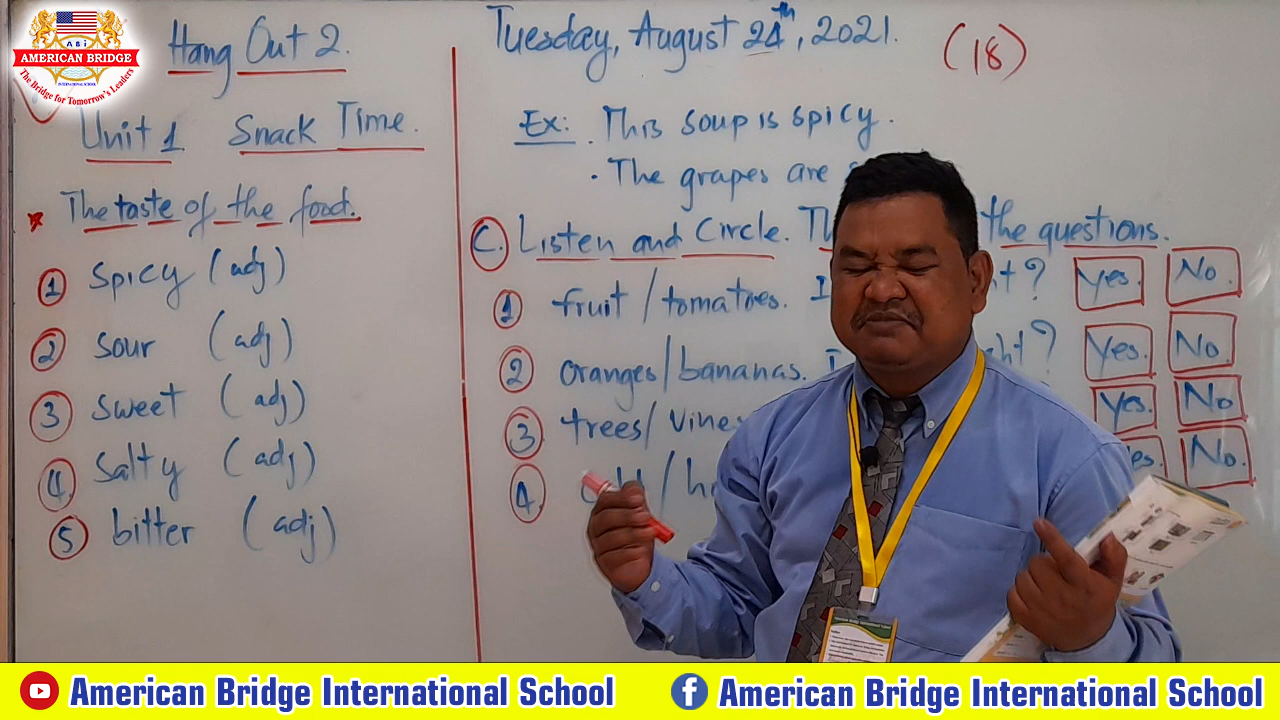 A B i
AMERICAN BRIDGE
The Bridge for Tomorrow's Leaders
INTERNATIONAL SCHOOL
Hang Out 2.
Unit 1 Snack Time.
The taste of the food.
1 Spicy (adj)
2 sour (adj)
3 sweet (adj)
4. Salty (adj)
5 bitter (adj)
Tuesday, August 24th, 2021.
(18)
Ex: . This soup is spicy.
. The grapes are
C. Listen and Circle. the questions.
1 fruit / tomatoes. ? Yes. No.
2 oranges / bananas. ? Yes. No.
3 trees / vines Yes. No.
4. / Yes. No.
American Bridge International School
American Bridge International School